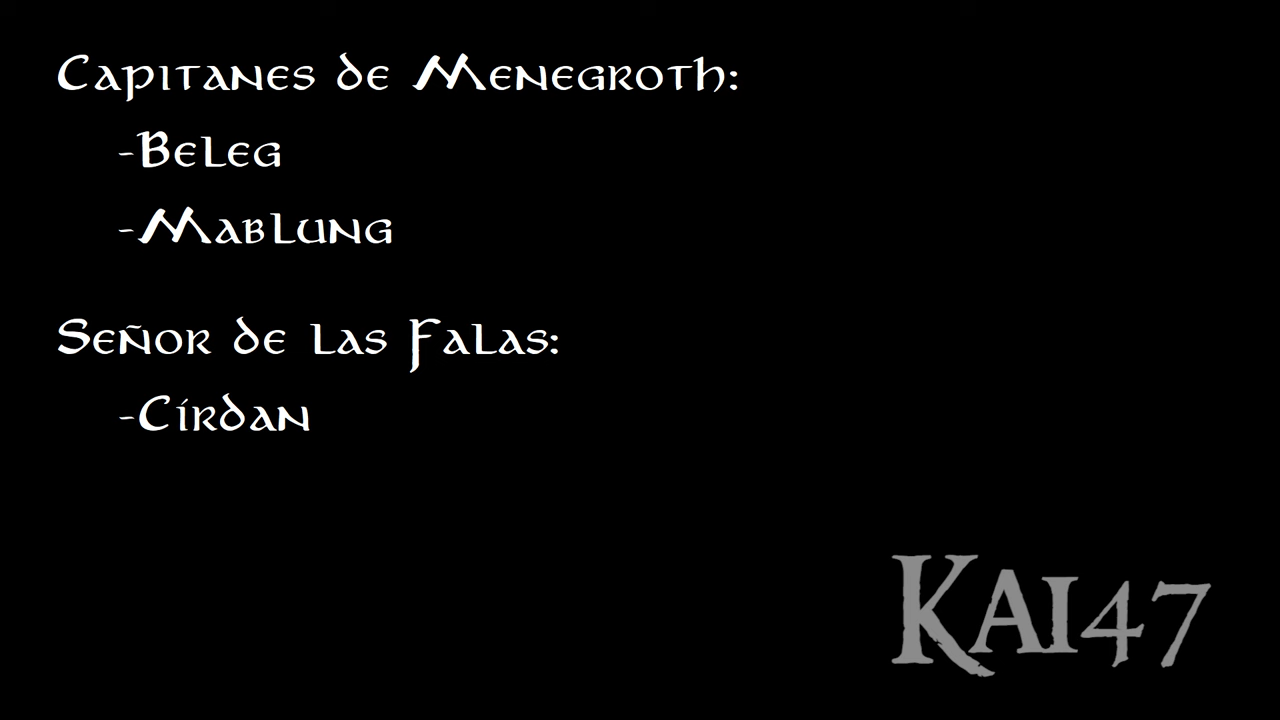 Capitanes de Menegroth:
-Beleg
-Mablung
Señor de las Falas:
-Círdan
KAI47